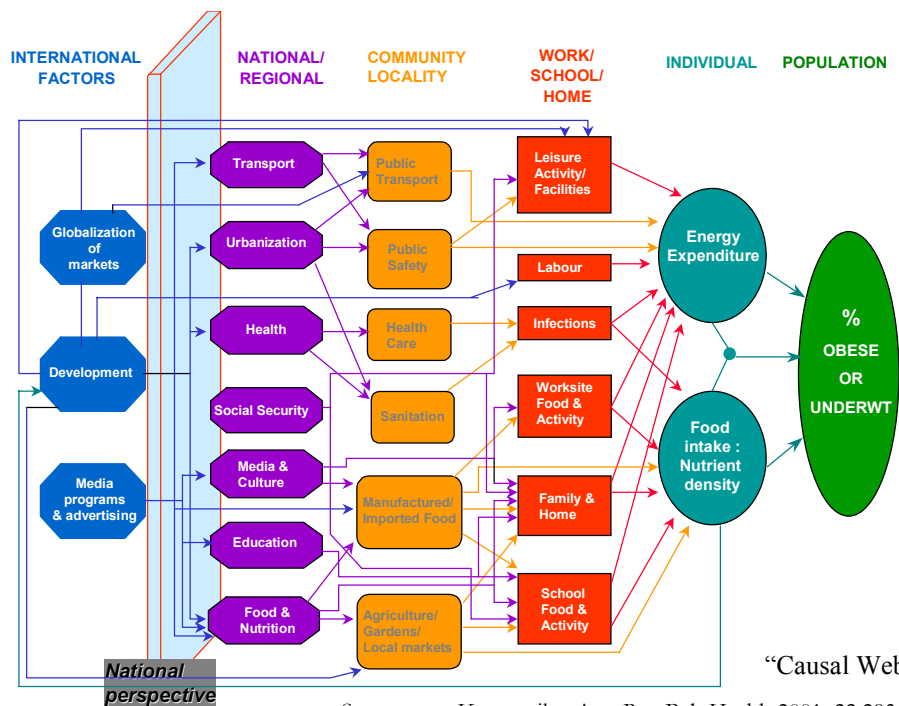 INTERNATIONAL
FACTORS
NATIONAL/
REGIONAL
COMMUNITY
LOCALITY
WORK/
SCHOOL/
HOME
INDIVIDUAL
POPULATION
Globalization
of
markets
Development
Media
programs
& advertising
National
perspective
Transport
Urbanization
Health
Social Security
Media &
Culture
Education
Food &
Nutrition
Public
Transport
Public
Safety
Health
Care
Sanitation
Manufactured/
Imported Food
Agriculture/
Gardens/
Local markets
Leisure
Activity/
Facilities
Labour
Infections
Worksite
Food &
Activity
Family &
Home
School
Food &
Activity
Energy
Expenditure
Food
intake :
Nutrient
density
%
OBESE
OR
UNDERWT
“Causal Web